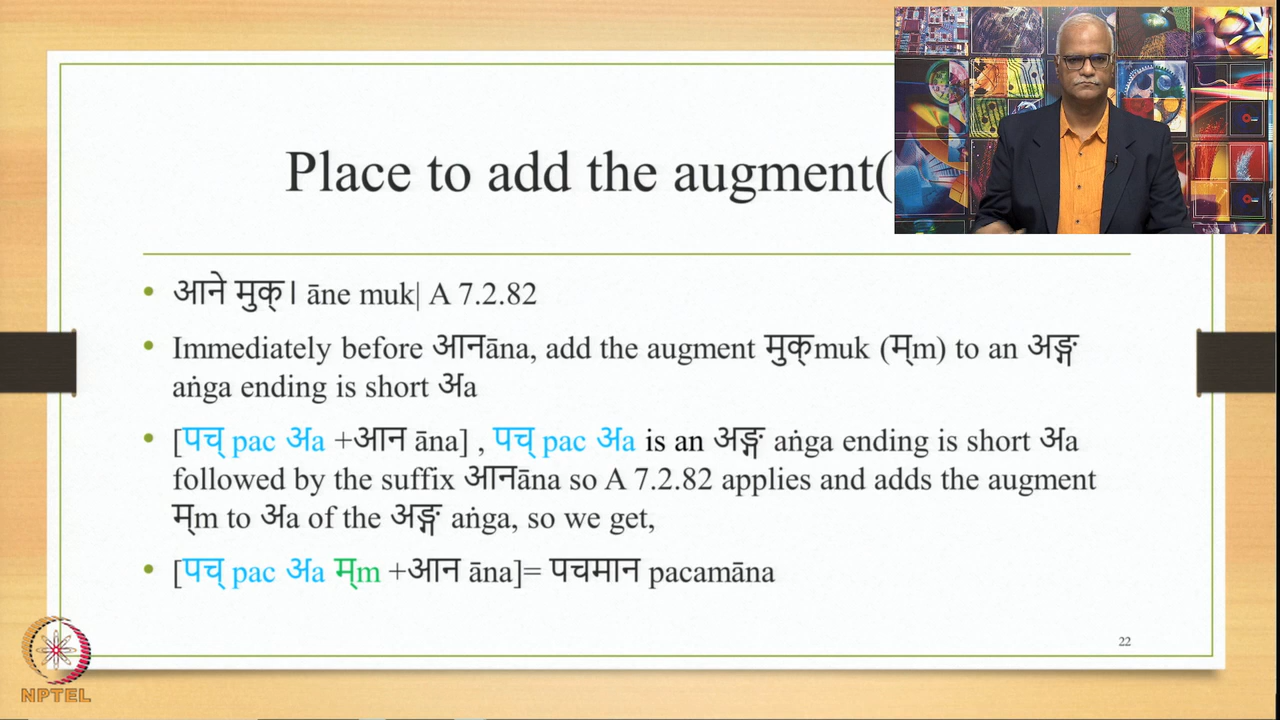 Place to add the augment(
आने मुक्। āne muk| A 7.2.82
Immediately before आनāna, add the augment मुक्muk (म्m) to an अङ्ग
aṅga ending is short अa
[पच् pac अa +आन āna] , पच् pac अa is an अङ्ग aṅga ending is short अa
followed by the suffix आनāna so A 7.2.82 applies and adds the augment
म्m to अa of the अङ्ग aṅga, so we get,
[पच् pac अa म्m +आन āna]= पचमान pacamāna
22
NPTEL